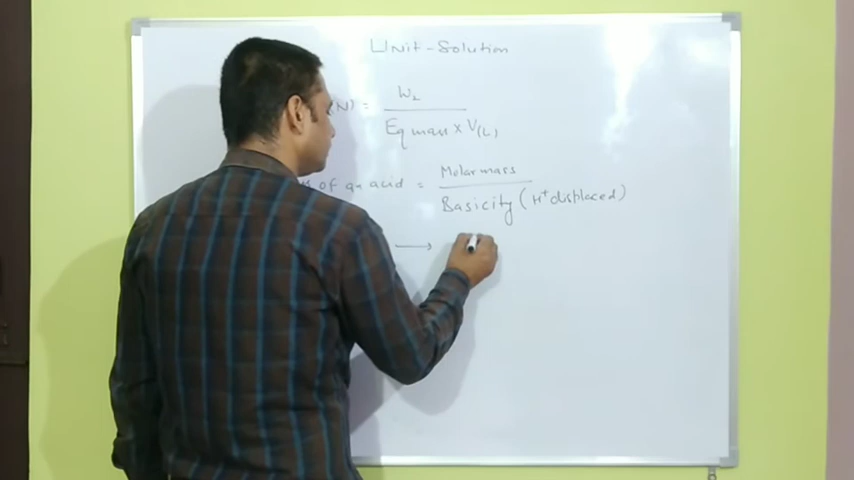 Unit-Solution
(N) = W₂ / Eq mass × V(L)
of an acid = Molar mass / Basicity (H⁺ displaced)
→